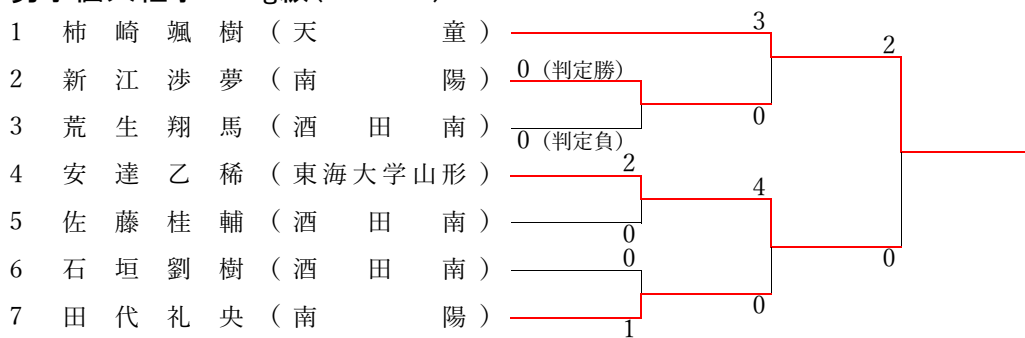 1 柿崎颯樹（天童） 3
2
2 新江渉夢（南陽） 0（判定勝）
0
3 荒生翔馬（酒田南） 0（判定負）
4 安達乙稀（東海大学山形） 2
4
5 佐藤桂輔（酒田南） 0
0
6 石垣劉樹（酒田南） 0
0
7 田代礼央（南陽） 1